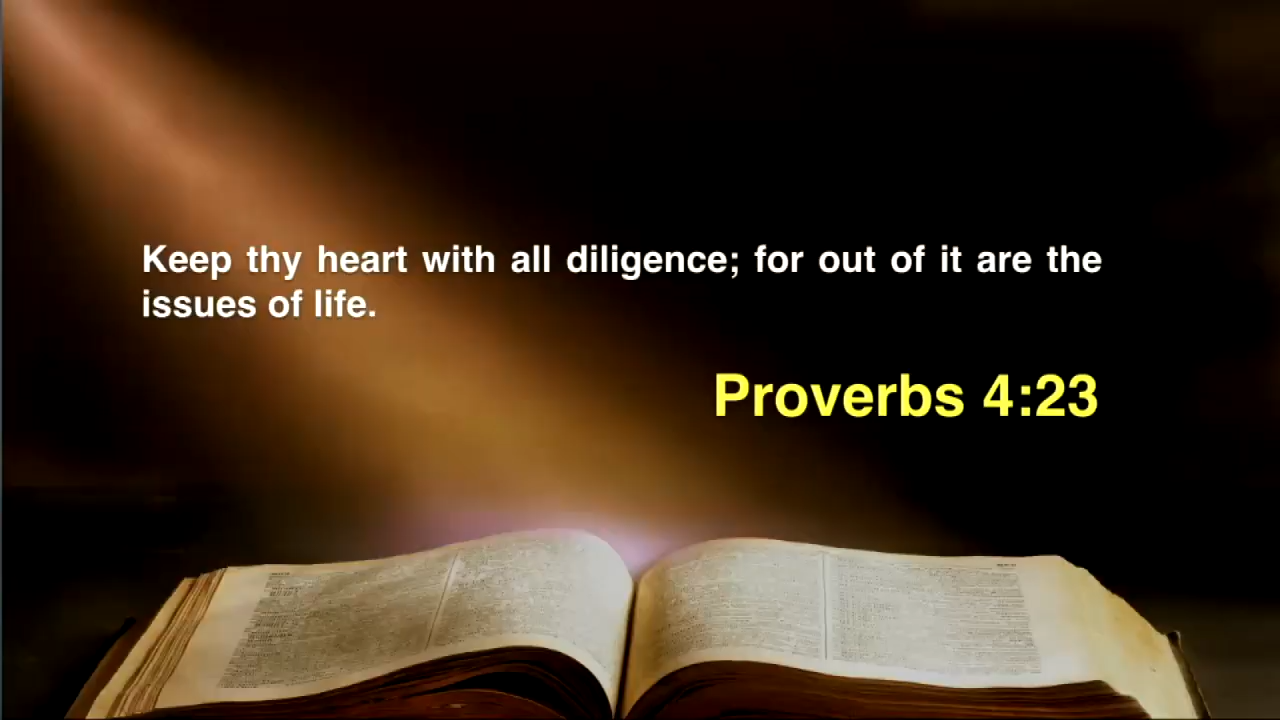 Keep thy heart with all diligence; for out of it are the
issues of life.
Proverbs 4:23